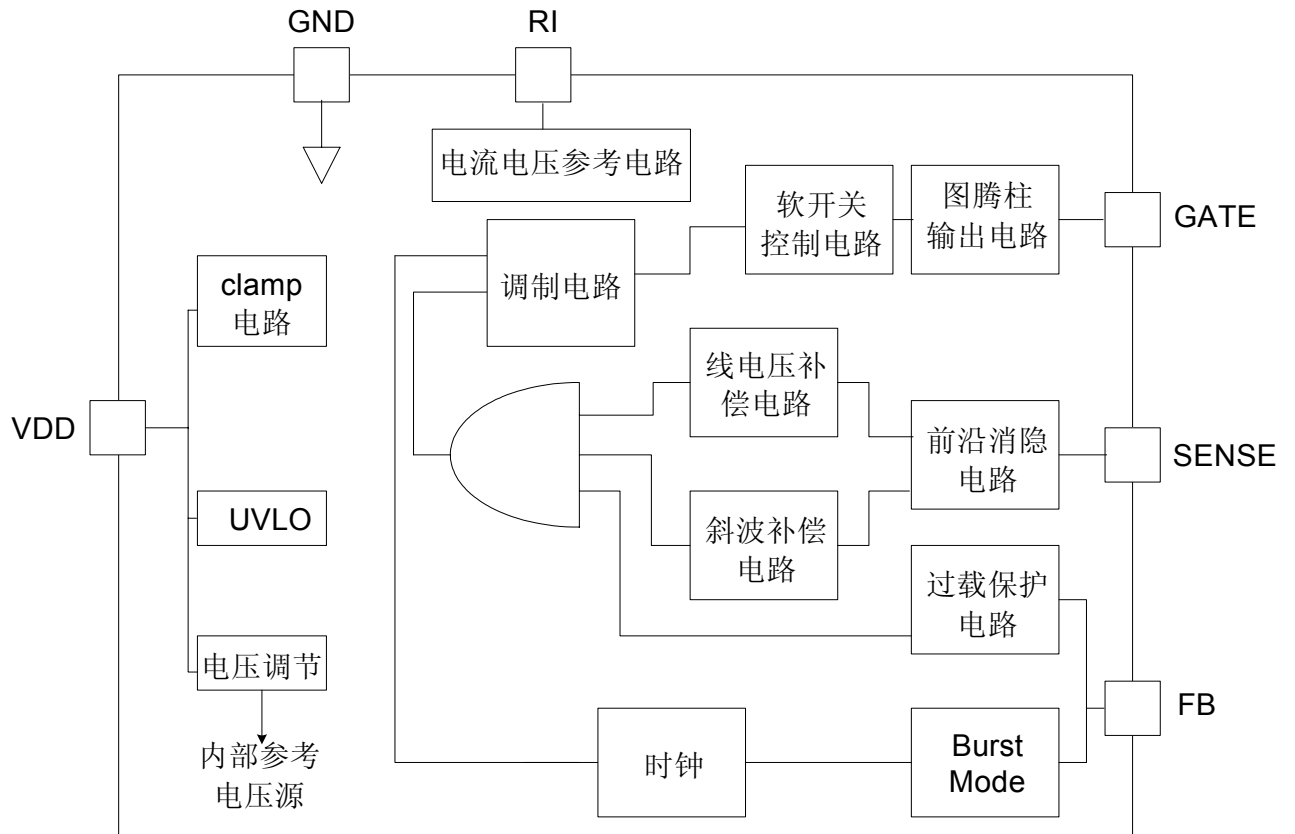 GND
RI
电流电压参考电路
软开关
控制电路
图腾柱
输出电路
GATE
clamp
电路
调制电路
线电压补
偿电路
VDD
前沿消隐
电路
SENSE
UVLO
斜波补偿
电路
过载保护
电路
电压调节
FB
内部参考
电压源
时钟
Burst
Mode